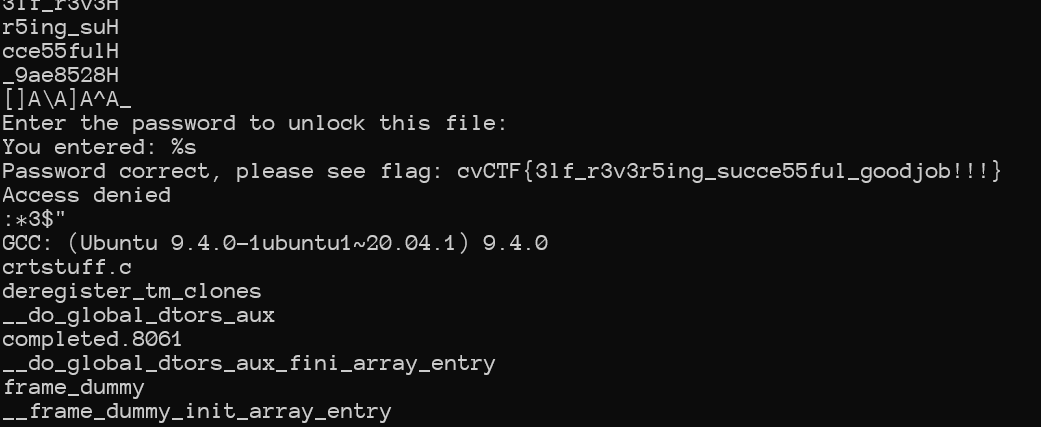 3lf_r3v3H
r5ing_suH
cce55fulH
_9ae8528H
[]A\A]A^A_
Enter the password to unlock this file:
You entered: %s
Password correct, please see flag: cvCTF{3lf_r3v3r5ing_succe55ful_goodjob!!!}
Access denied
:*3$"
GCC: (Ubuntu 9.4.0-1ubuntu1~20.04.1) 9.4.0
crtstuff.c
deregister_tm_clones
__do_global_dtors_aux
completed.8061
__do_global_dtors_aux_fini_array_entry
frame_dummy
__frame_dummy_init_array_entry